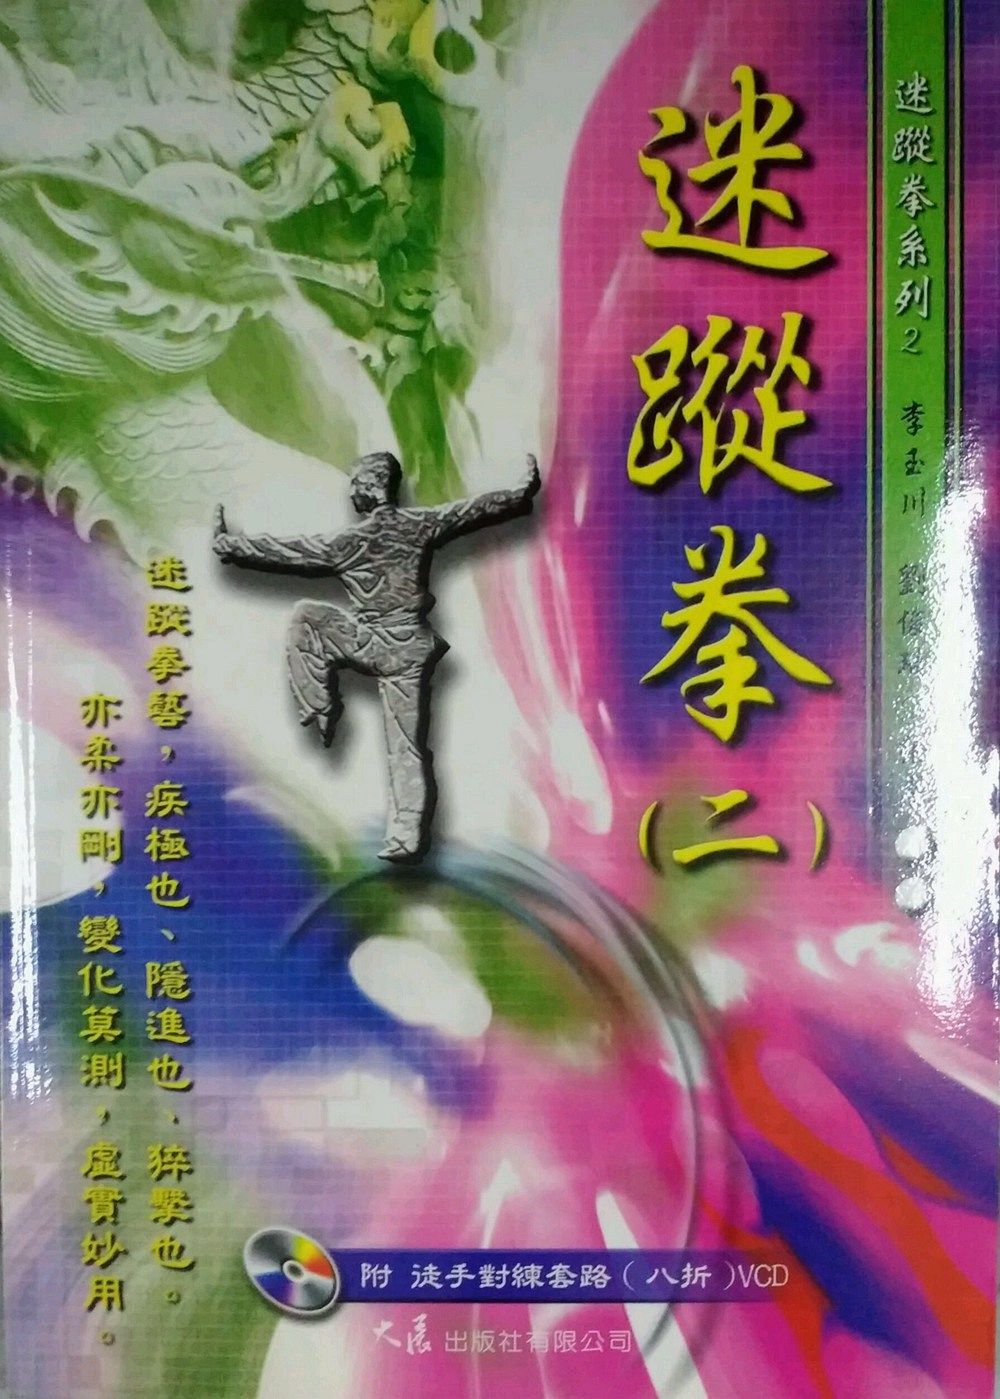 迷蹤拳系列2 李玉川 劉俊
迷蹤拳(二)
迷蹤拳藝，疾極也、隱進也、猝擊也。
亦柔亦剛，變化莫測，虛實妙用。
附 徒手對練套路(八折)VCD
大展 出版社有限公司